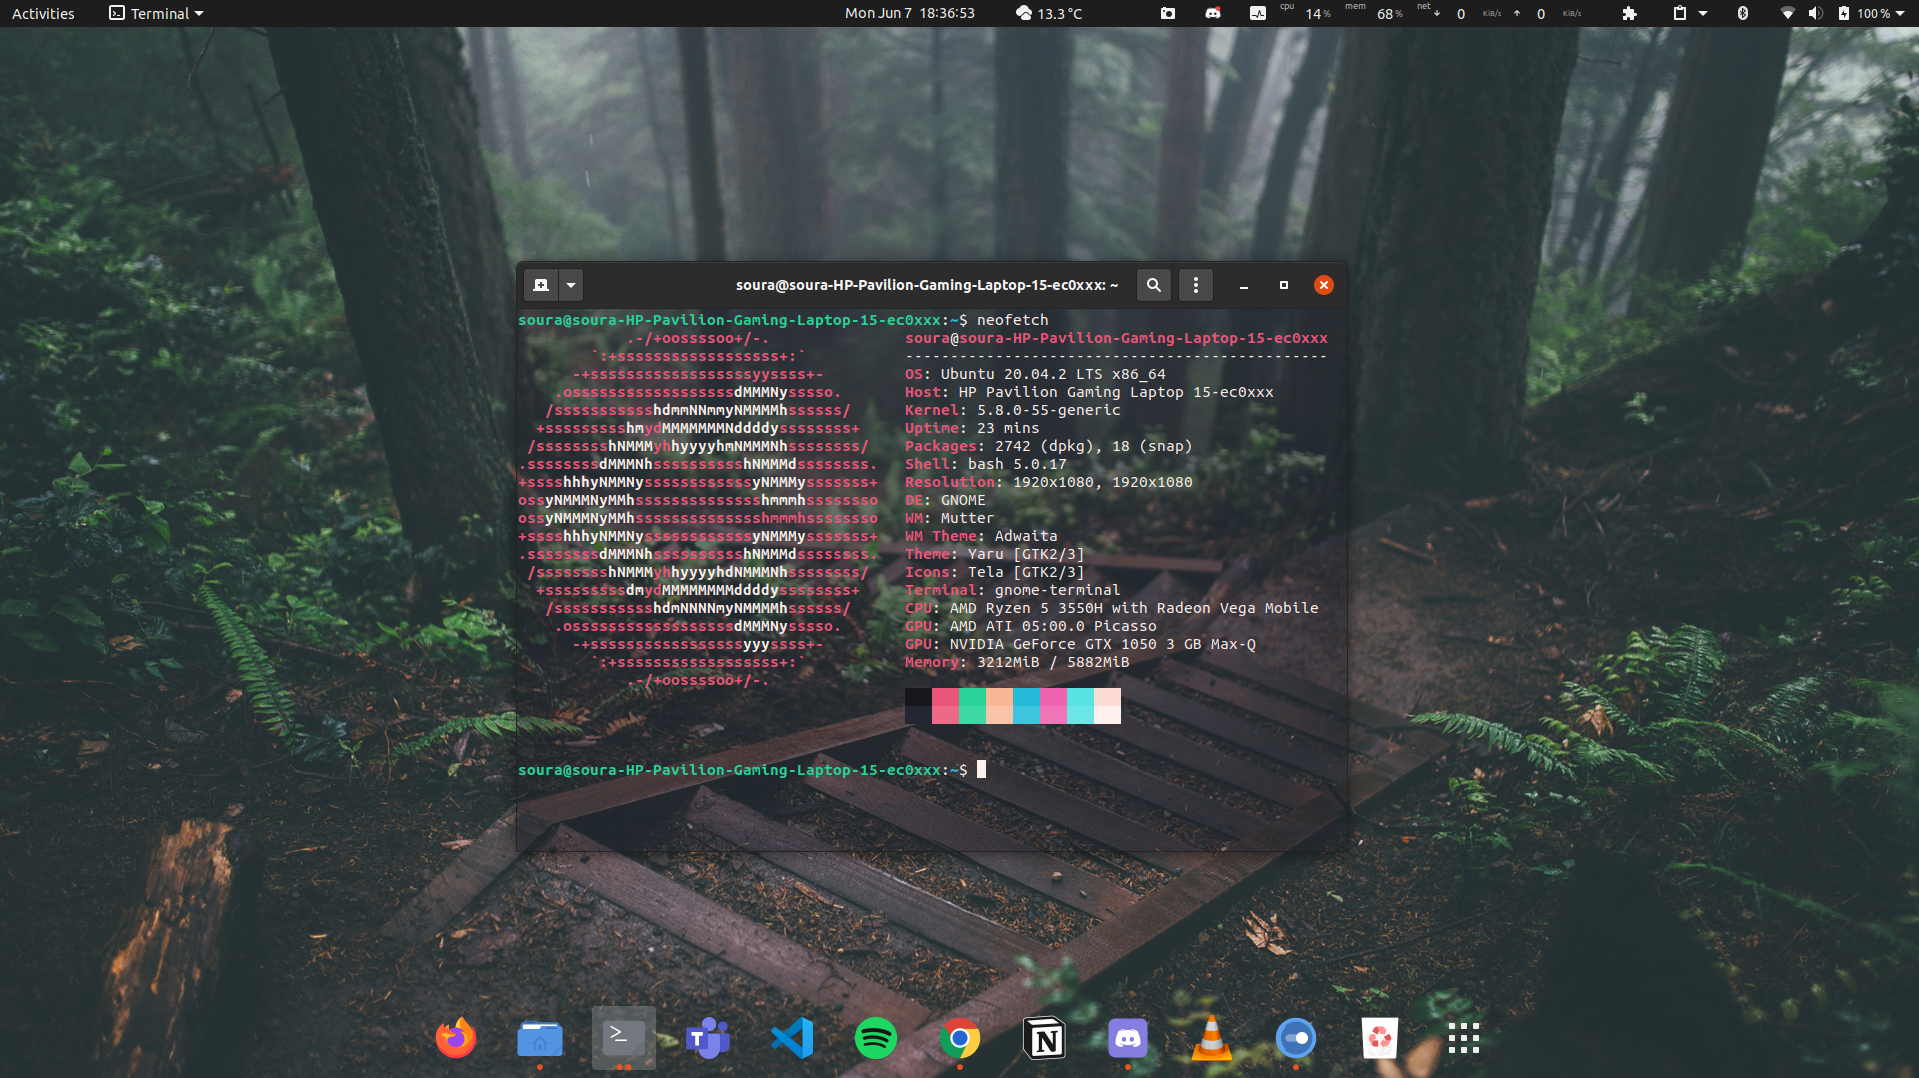 Activities Terminal Mon Jun 7 18:36:53 13.3 °C cpu 14 % mem 68 % net 0 KiB/s 0 KiB/s 100 %
soura@soura-HP-Pavilion-Gaming-Laptop-15-ec0xxx: ~
soura@soura-HP-Pavilion-Gaming-Laptop-15-ec0xxx:~$ neofetch
.-/+oossssoo+/-. soura@soura-HP-Pavilion-Gaming-Laptop-15-ec0xxx
`:+ssssssssssssssssss+:` -----------------------------------------------
-+ssssssssssssssssssyyssss+- OS: Ubuntu 20.04.2 LTS x86_64
.ossssssssssssssssssdMMMNysssso. Host: HP Pavilion Gaming Laptop 15-ec0xxx
/ssssssssssshdmmNNmmyNMMMMhssssss/ Kernel: 5.8.0-55-generic
+ssssssssshmydMMMMMMMNddddyssssssss+ Uptime: 23 mins
/sssssssshNMMMyhhyyyyhmNMMMNhssssssss/ Packages: 2742 (dpkg), 18 (snap)
.ssssssssdMMMNhsssssssssshNMMMdssssssss. Shell: bash 5.0.17
+sssshhhyNMMNyssssssssssssyNMMMysssssss+ Resolution: 1920x1080, 1920x1080
ossyNMMMNyMMhsssssssssssssshmmmhssssssso DE: GNOME
ossyNMMMNyMMhsssssssssssssshmmmhssssssso WM: Mutter
+sssshhhyNMMNyssssssssssssyNMMMysssssss+ WM Theme: Adwaita
.ssssssssdMMMNhsssssssssshNMMMdssssssss. Theme: Yaru [GTK2/3]
/sssssssshNMMMyhhyyyyhdNMMMNhssssssss/ Icons: Tela [GTK2/3]
+sssssssssdmydMMMMMMMMddddyssssssss+ Terminal: gnome-terminal
/ssssssssssshdmNNNNmyNMMMMhssssss/ CPU: AMD Ryzen 5 3550H with Radeon Vega Mobile
.ossssssssssssssssssdMMMNysssso. GPU: AMD ATI 05:00.0 Picasso
-+sssssssssssssssssyyyssss+- GPU: NVIDIA GeForce GTX 1050 3 GB Max-Q
`:+ssssssssssssssssss+:` Memory: 3212MiB / 5882MiB
.-/+oossssoo+/-.
soura@soura-HP-Pavilion-Gaming-Laptop-15-ec0xxx:~$